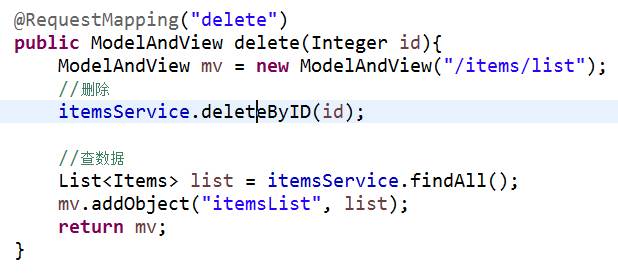 @RequestMapping("delete")
public ModelAndView delete(Integer id){
ModelAndView mv = new ModelAndView("/items/list");
//删除
itemsService.deleteByID(id);
//查数据
List<Items> list = itemsService.findAll();
mv.addObject("itemsList", list);
return mv;
}